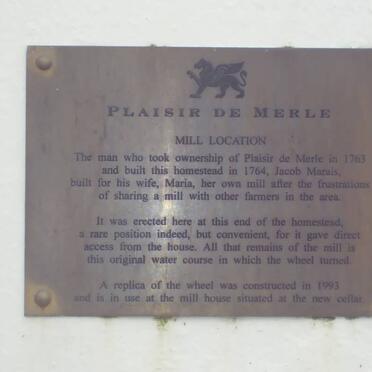 PLAISIR DE MERLE
MILL LOCATION
The man who took ownership of Plaisir de Merle in 1763
and built this homestead in 1764, Jacob Marais,
built for his wife, Maria, her own mill after the frustrations
of sharing a mill with other farmers in the area.
It was erected here at this end of the homestead,
a rare position indeed, but convenient, for it gave direct
access from the house. All that remains of the mill is
this original water course in which the wheel turned.
A replica of the wheel was constructed in 1993
and is in use at the mill house situated at the new cellar.